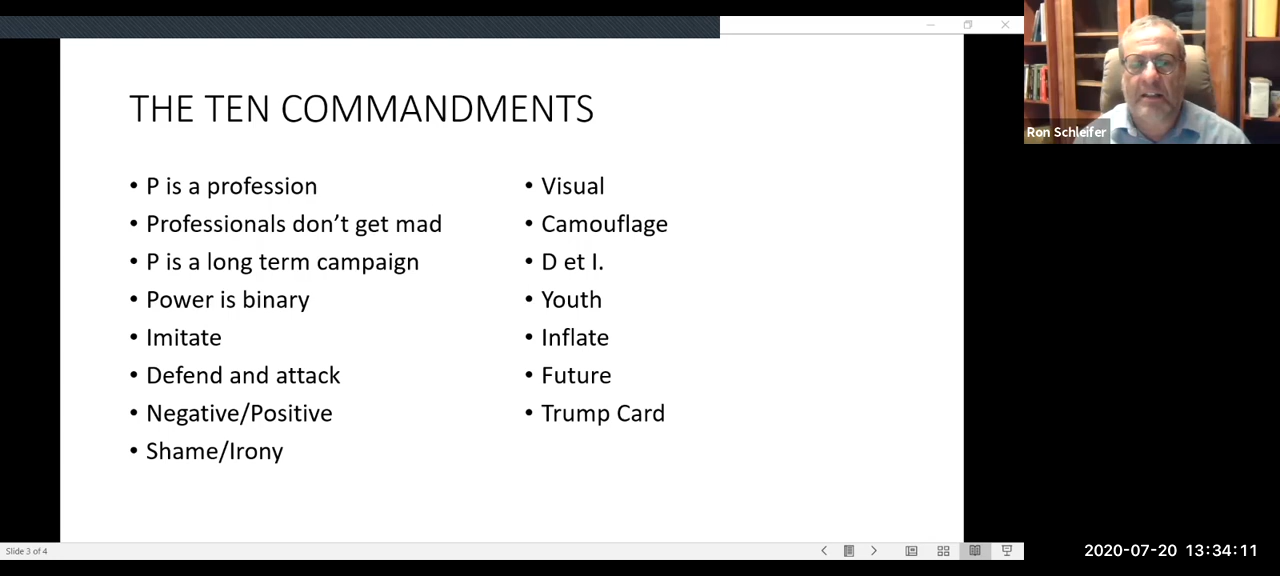 THE TEN COMMANDMENTS
• P is a profession
• Professionals don’t get mad
• P is a long term campaign
• Power is binary
• Imitate
• Defend and attack
• Negative/Positive
• Shame/Irony
• Visual
• Camouflage
• D et I.
• Youth
• Inflate
• Future
• Trump Card
Ron Schleifer
Slide 3 of 4
2020-07-20 13:34:11